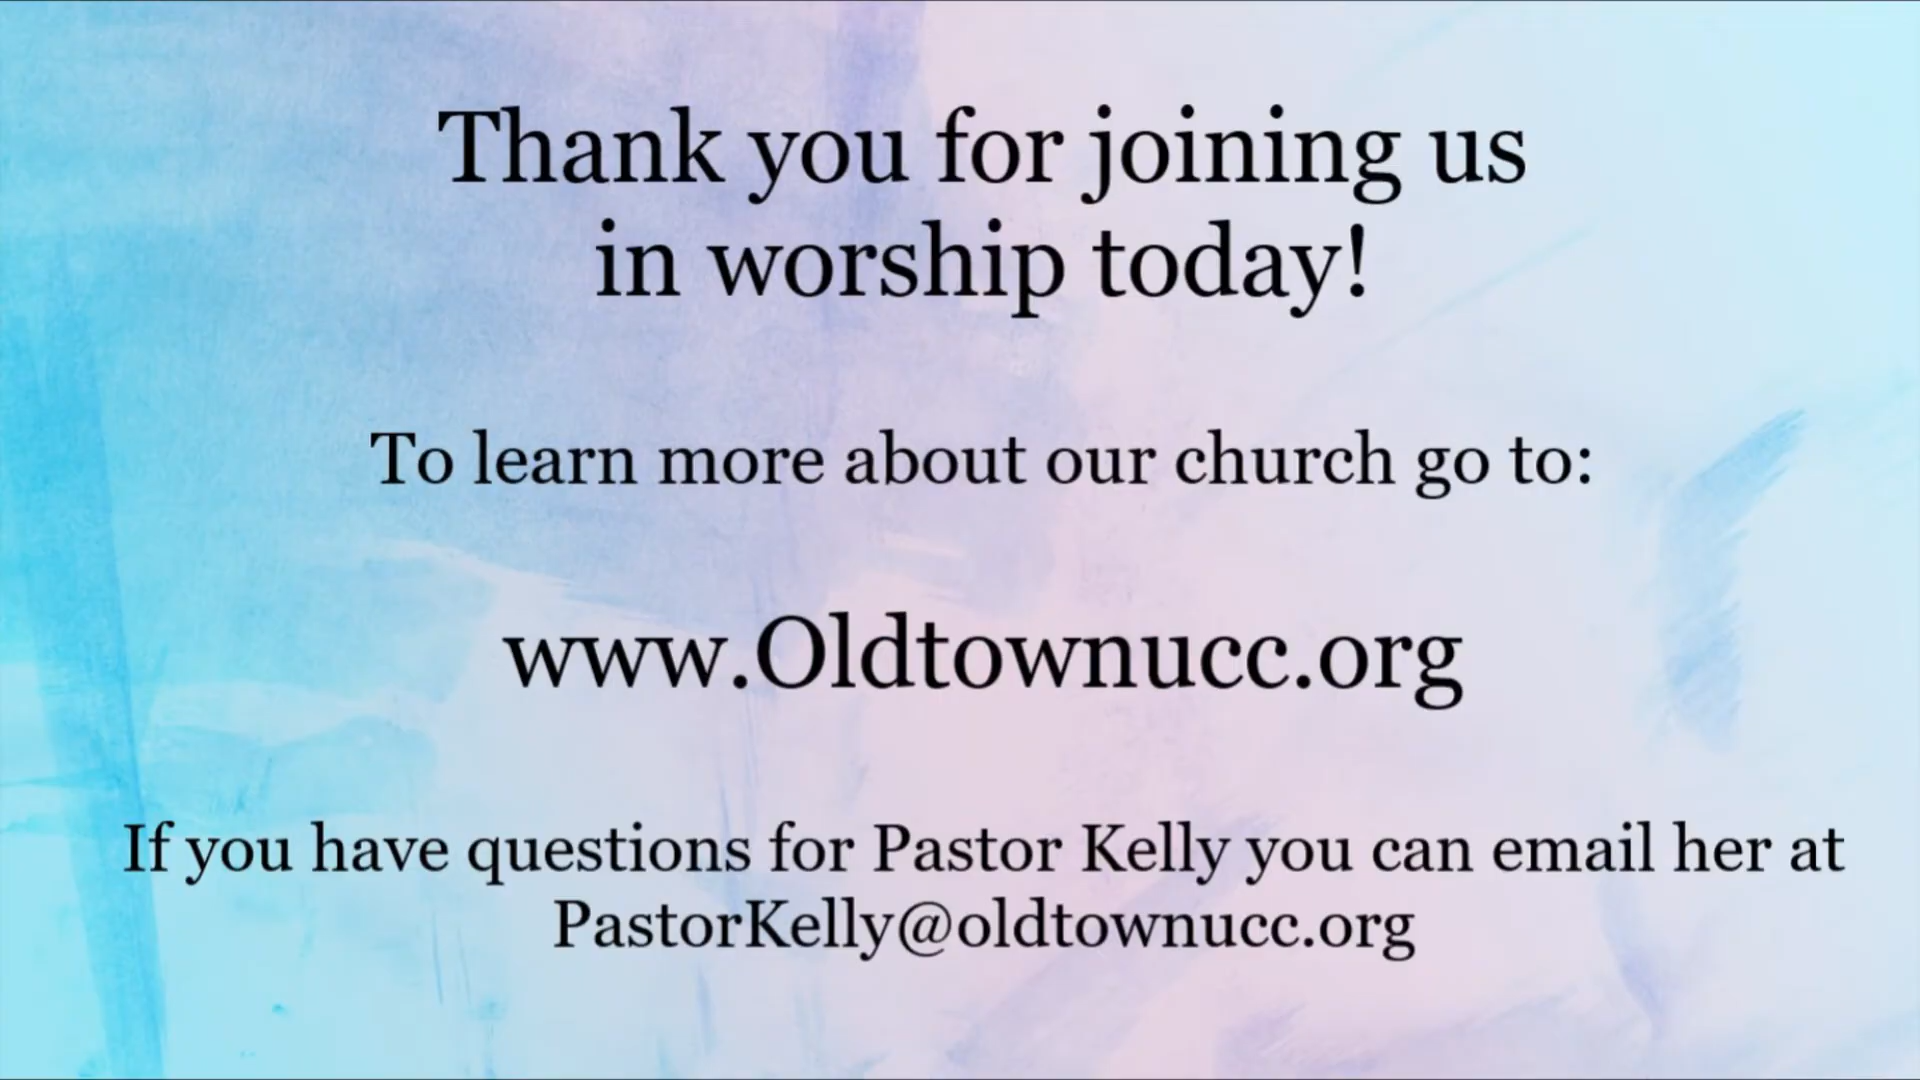 Thank you for joining us
in worship today!
To learn more about our church go to:
www.Oldtownucc.org
If you have questions for Pastor Kelly you can email her at
PastorKelly@oldtownucc.org